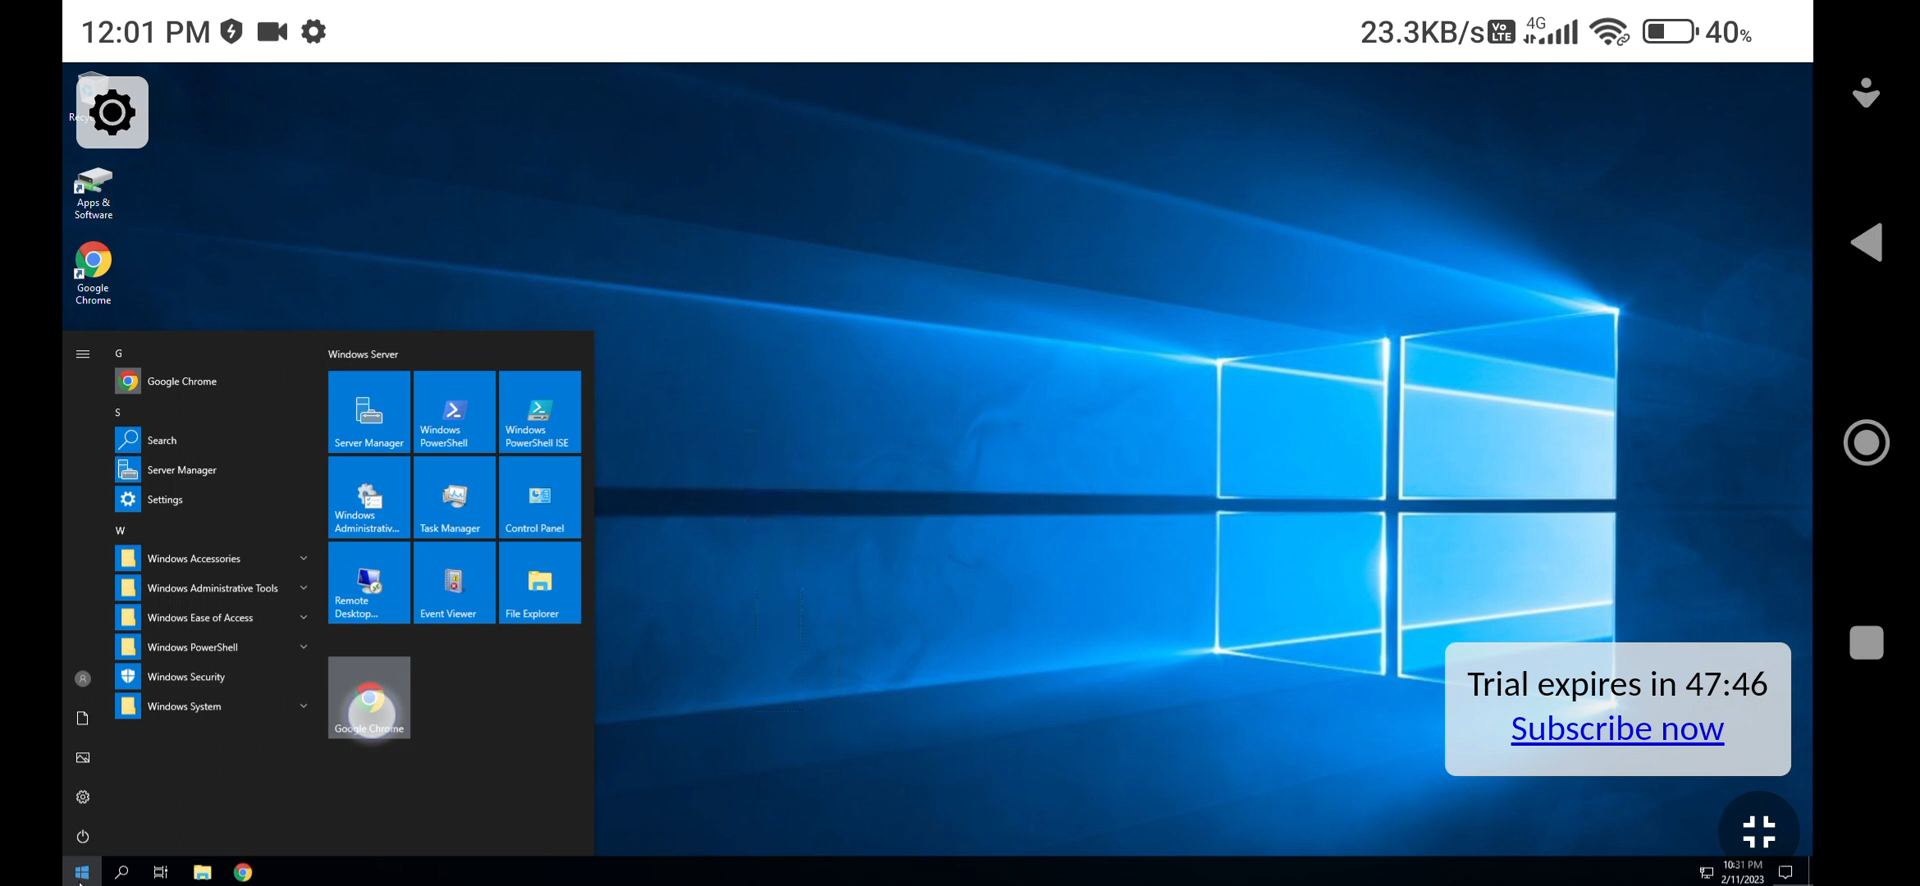 12:01 PM
23.3KB/s Vo LTE 4G 40%
Apps &
Software
Google
Chrome
G
Google Chrome
S
Search
Server Manager
Settings
W
Windows Accessories
Windows Administrative Tools
Windows Ease of Access
Windows PowerShell
Windows Security
Windows System
Windows Server
Server Manager
Windows
PowerShell
Windows
PowerShell ISE
Windows
Administrativ...
Task Manager
Control Panel
Remote
Desktop...
Event Viewer
File Explorer
Google Chrome
Trial expires in 47:46
Subscribe now
10:31 PM
2/11/2023